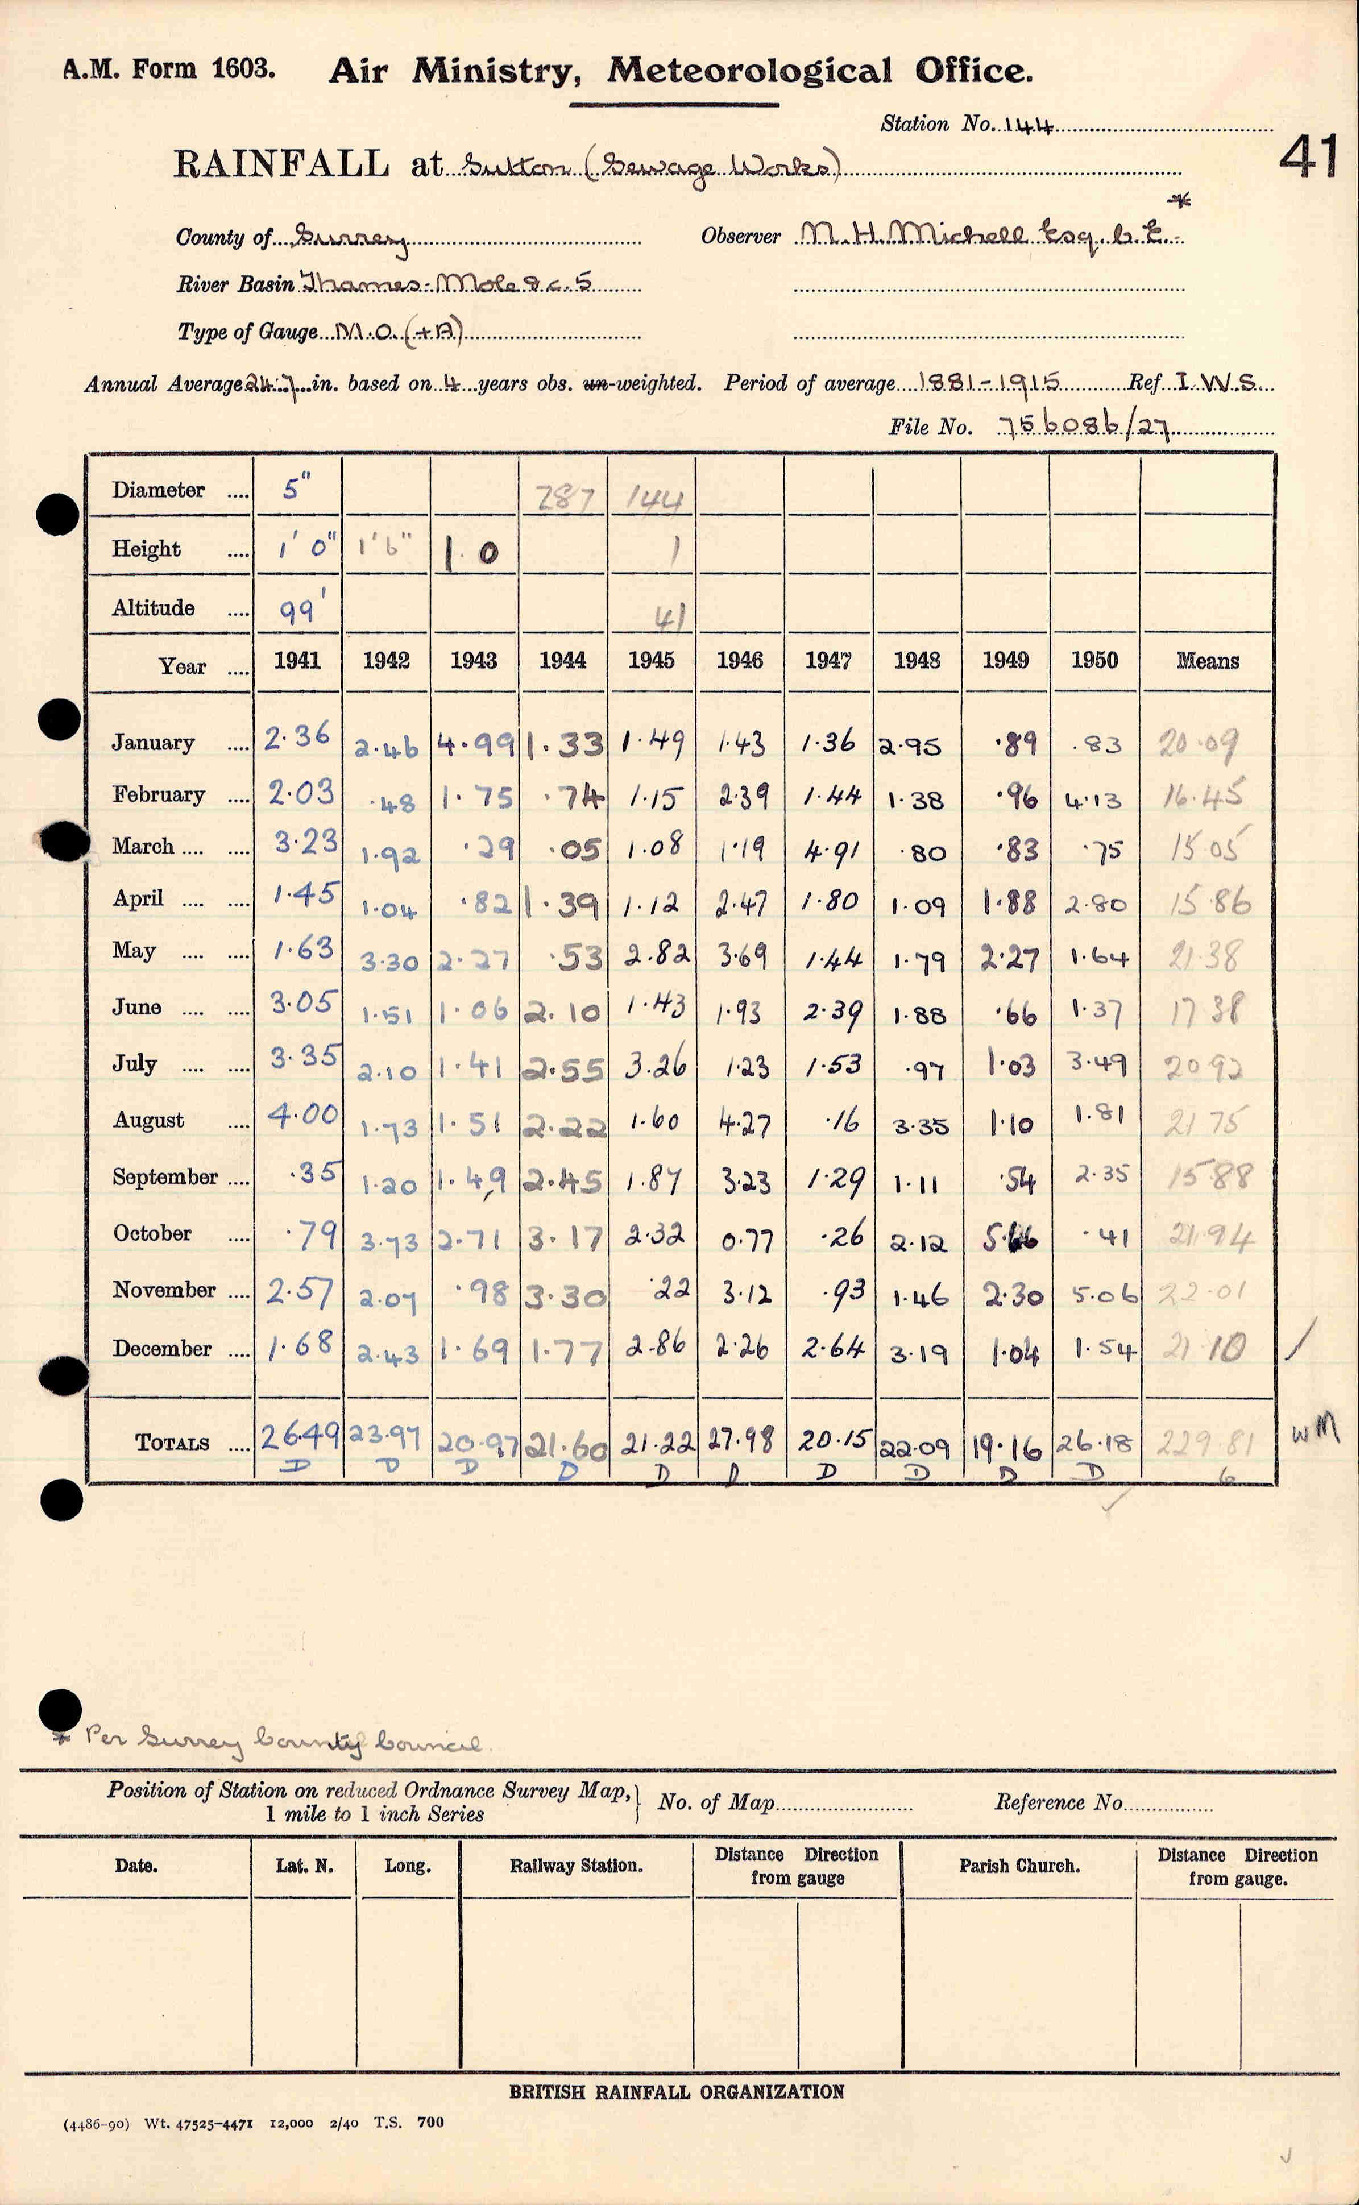 A.M. Form 1603. Air Ministry, Meteorological Office.
Station No. 144
41
RAINFALL at Sutton (Sewage Works)
County of Surrey Observer N. H. Michell Esq. C. E. *
River Basin Thames-Mole &c. 5
Type of Gauge M.O. (+A)
Annual Average 24.7 in. based on 4 years obs. un-weighted. Period of average 1881-1915 Ref. I.W.S.
File No. 756086/27
Diameter .... 5" 787 144
Height .... 1' 0" 1'6" 1.0 1
Altitude .... 99' 41
Year .... 1941 1942 1943 1944 1945 1946 1947 1948 1949 1950 Means
January .... 2.36 2.46 4.99 1.33 1.49 1.43 1.36 2.95 .89 .83 20.09
February .... 2.03 .48 1.75 .74 1.15 2.39 1.44 1.38 .96 4.13 16.45
March .... .... 3.23 1.92 .29 .05 1.08 1.19 4.91 .80 .83 .75 15.05
April .... .... 1.45 1.04 .82 1.39 1.12 2.47 1.80 1.09 1.88 2.80 15.86
May .... .... 1.63 3.30 2.27 .53 2.82 3.69 1.44 1.79 2.27 1.64 21.38
June .... .... 3.05 1.51 1.06 2.10 1.43 1.93 2.39 1.88 .66 1.37 17.38
July .... .... 3.35 2.10 1.41 2.55 3.26 1.23 1.53 .97 1.03 3.49 20.92
August .... 4.00 1.73 1.51 2.22 1.60 4.27 .16 3.35 1.10 1.81 21.75
September .... .35 1.20 1.49 2.45 1.87 3.23 1.29 1.11 .54 2.35 15.88
October .... .79 3.73 2.71 3.17 2.32 0.77 .26 2.12 5.66 .41 21.94
November .... 2.57 2.07 .98 3.30 .22 3.12 .93 1.46 2.30 5.06 22.01
December .... 1.68 2.43 1.69 1.77 2.86 2.26 2.64 3.19 1.04 1.54 21.10
TOTALS .... 26.49 23.97 20.97 21.60 21.22 27.98 20.15 22.09 19.16 26.18 229.81 WM
D D D D D D D D D D 6
* Per Surrey County Council.
Position of Station on reduced Ordnance Survey Map, 1 mile to 1 inch Series No. of Map Reference No.
Date. Lat. N. Long. Railway Station. Distance from gauge Direction Parish Church. Distance Direction from gauge.
BRITISH RAINFALL ORGANIZATION
(4486-90) Wt. 47525-4471 12,000 2/40 T.S. 700